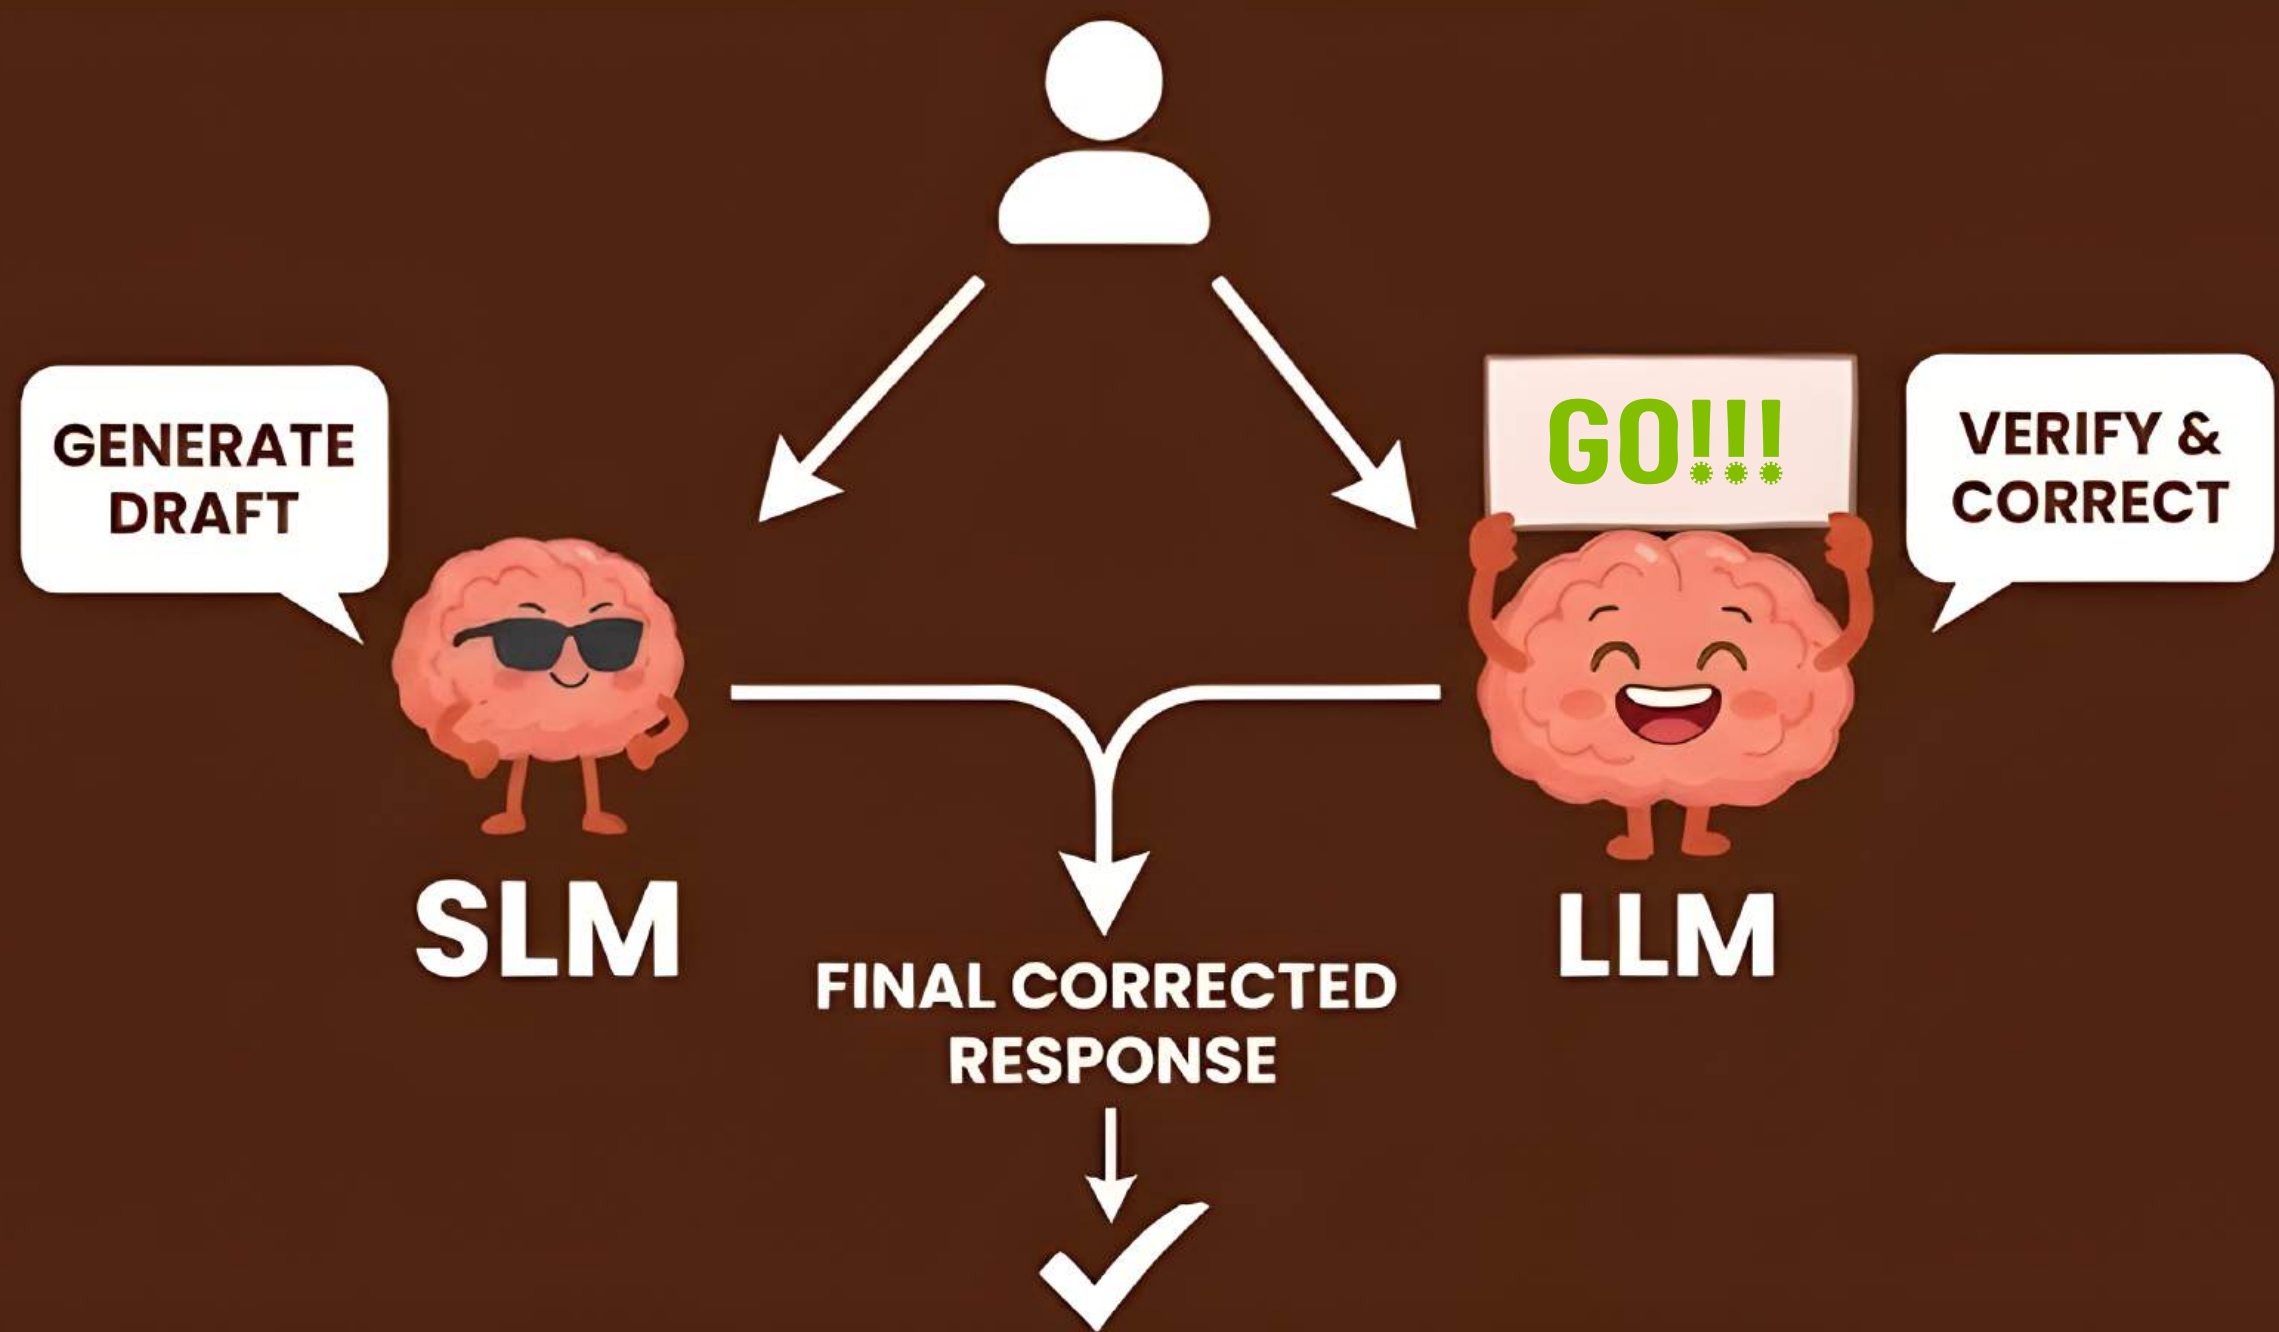 GENERATE
DRAFT
GO!!!
VERIFY &
CORRECT
SLM
LLM
FINAL CORRECTED
RESPONSE